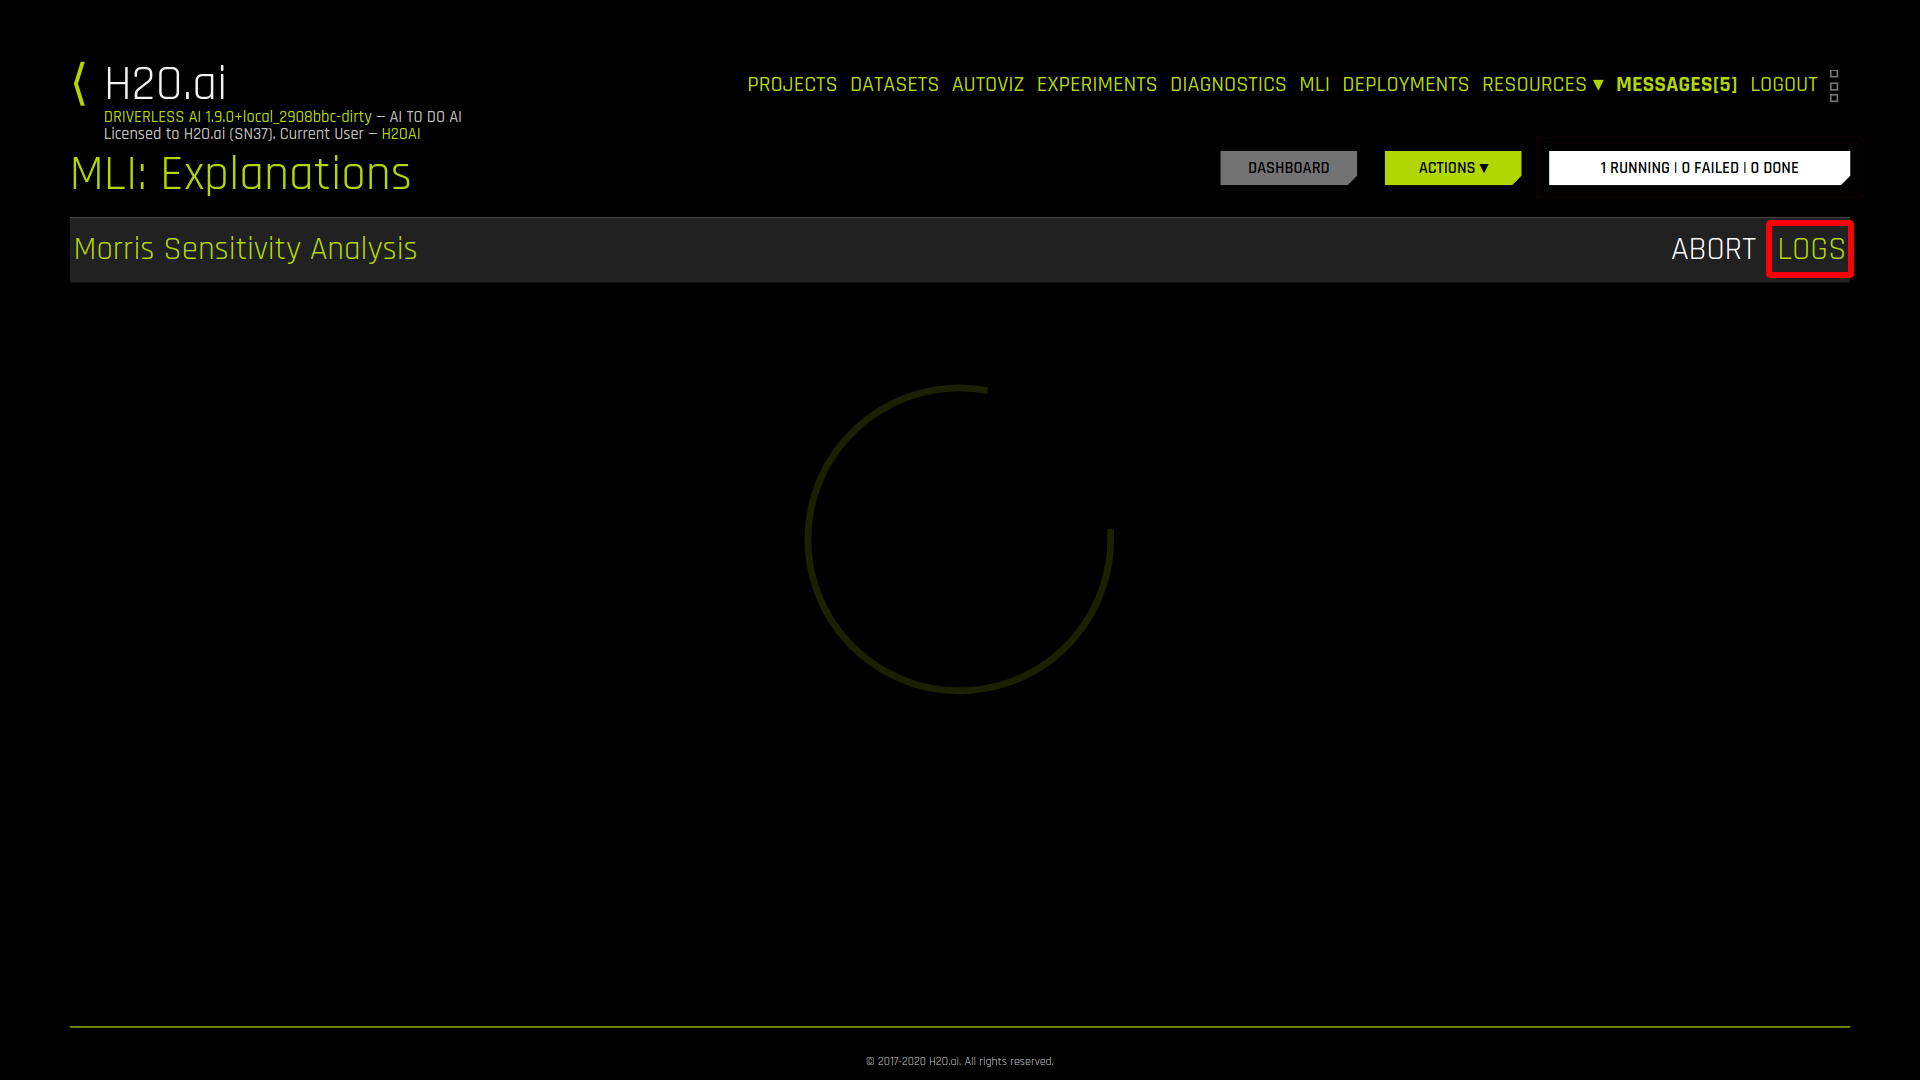 H2O.ai
PROJECTS DATASETS AUTOVIZ EXPERIMENTS DIAGNOSTICS MLI DEPLOYMENTS RESOURCES ▼ MESSAGES[5] LOGOUT
DRIVERLESS AI 1.9.0+local_2908bbc-dirty — AI TO DO AI
Licensed to H2O.ai (SN37). Current User — H2OAI
MLI: Explanations
DASHBOARD
ACTIONS ▼
1 RUNNING | 0 FAILED | 0 DONE
Morris Sensitivity Analysis
ABORT LOGS
© 2017-2020 H2O.ai. All rights reserved.